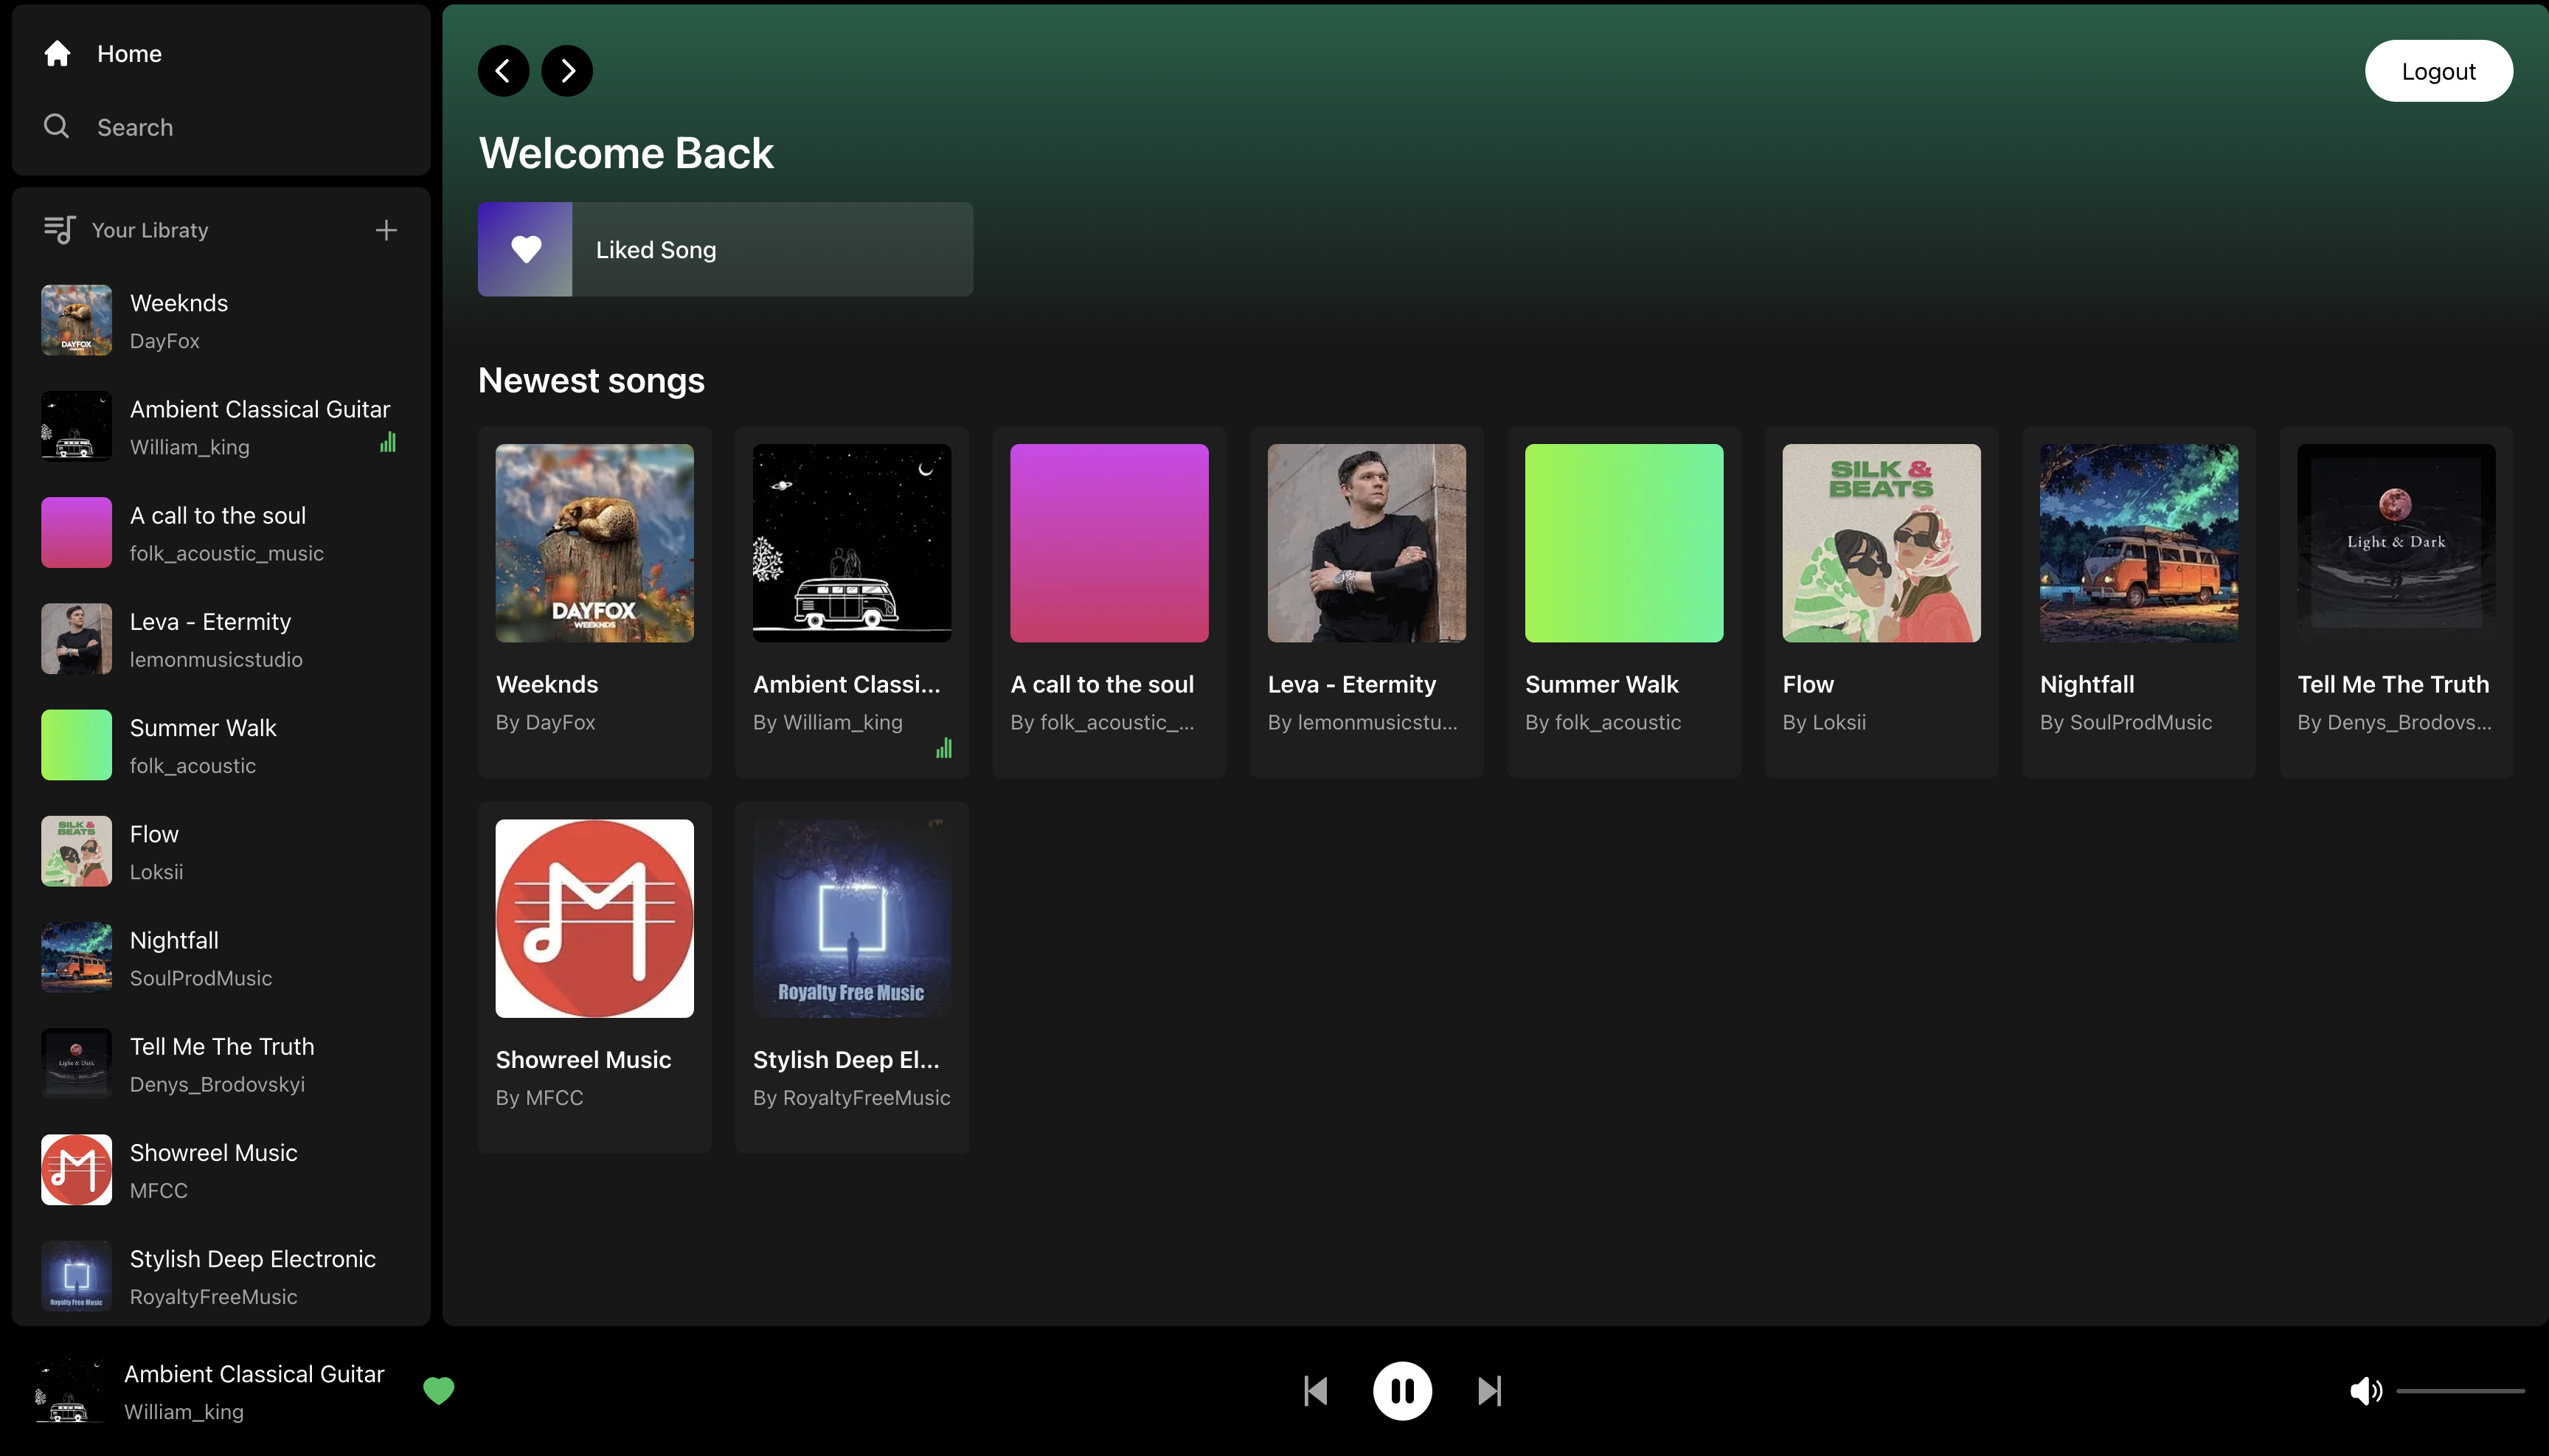 Home
Search
Your Libraty
Weeknds
DayFox
Ambient Classical Guitar
William_king
A call to the soul
folk_acoustic_music
Leva - Etermity
lemonmusicstudio
Summer Walk
folk_acoustic
Flow
Loksii
Nightfall
SoulProdMusic
Tell Me The Truth
Denys_Brodovskyi
Showreel Music
MFCC
Stylish Deep Electronic
RoyaltyFreeMusic
Logout
Welcome Back
Liked Song
Newest songs
DAYFOX
WEEKNDS
Weeknds
By DayFox
Ambient Classi...
By William_king
A call to the soul
By folk_acoustic_...
Leva - Etermity
By lemonmusicstu...
Summer Walk
By folk_acoustic
SILK &
BEATS
Flow
By Loksii
Nightfall
By SoulProdMusic
Light & Dark
Tell Me The Truth
By Denys_Brodovs...
Showreel Music
By MFCC
Royalty Free Music
Stylish Deep El...
By RoyaltyFreeMusic
Ambient Classical Guitar
William_king